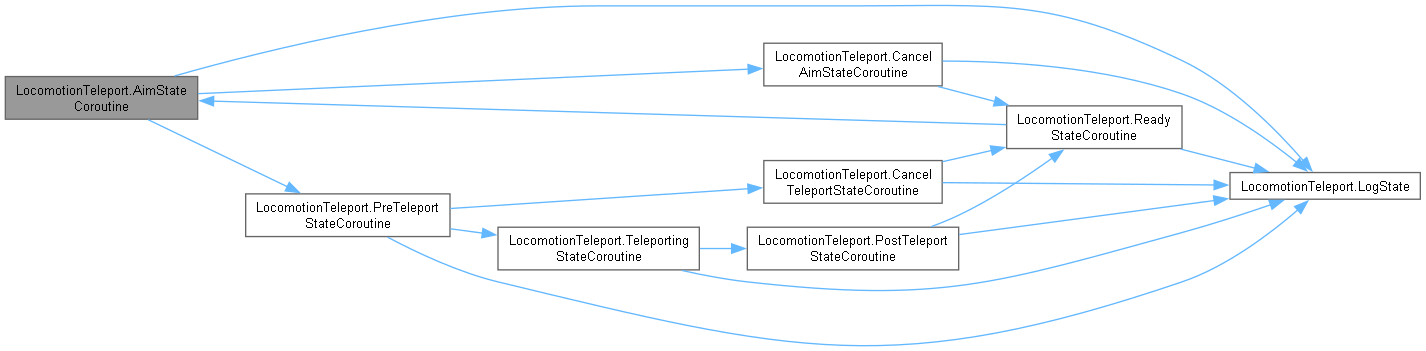 LocomotionTeleport.AimState
Coroutine
LocomotionTeleport.Cancel
AimStateCoroutine
LocomotionTeleport.Ready
StateCoroutine
LocomotionTeleport.Cancel
TeleportStateCoroutine
LocomotionTeleport.LogState
LocomotionTeleport.PreTeleport
StateCoroutine
LocomotionTeleport.Teleporting
StateCoroutine
LocomotionTeleport.PostTeleport
StateCoroutine